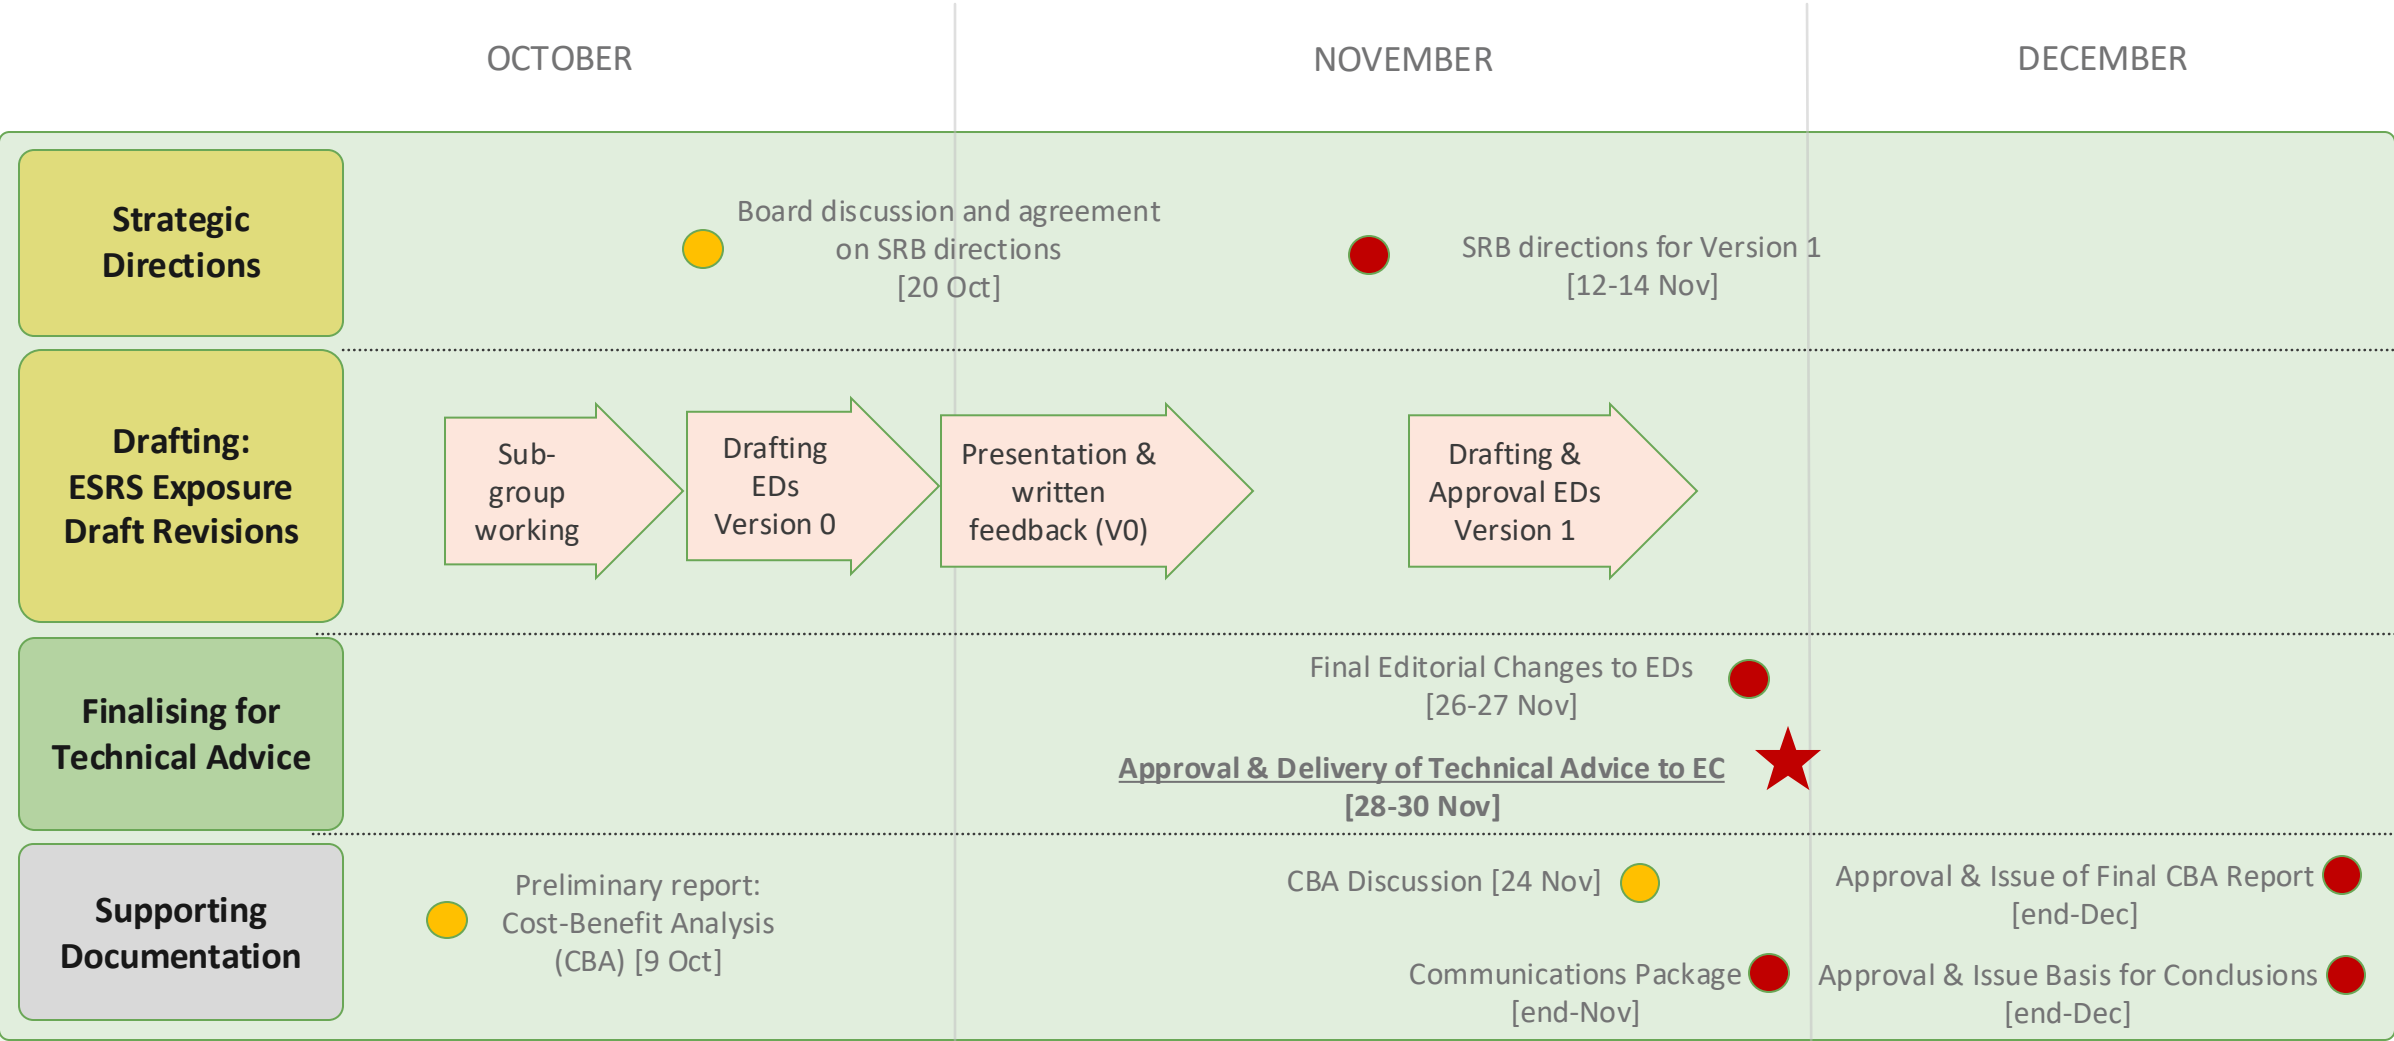 OCTOBER
NOVEMBER
DECEMBER
Strategic
Directions
Board discussion and agreement
on SRB directions
[20 Oct]
SRB directions for Version 1
[12-14 Nov]
Drafting:
ESRS Exposure
Draft Revisions
Sub-
group
working
Drafting
EDs
Version 0
Presentation &
written
feedback (V0)
Drafting &
Approval EDs
Version 1
Finalising for
Technical Advice
Final Editorial Changes to EDs
[26-27 Nov]
Approval & Delivery of Technical Advice to EC
[28-30 Nov]
Supporting
Documentation
Preliminary report:
Cost-Benefit Analysis
(CBA) [9 Oct]
CBA Discussion [24 Nov]
Communications Package
[end-Nov]
Approval & Issue of Final CBA Report
[end-Dec]
Approval & Issue Basis for Conclusions
[end-Dec]